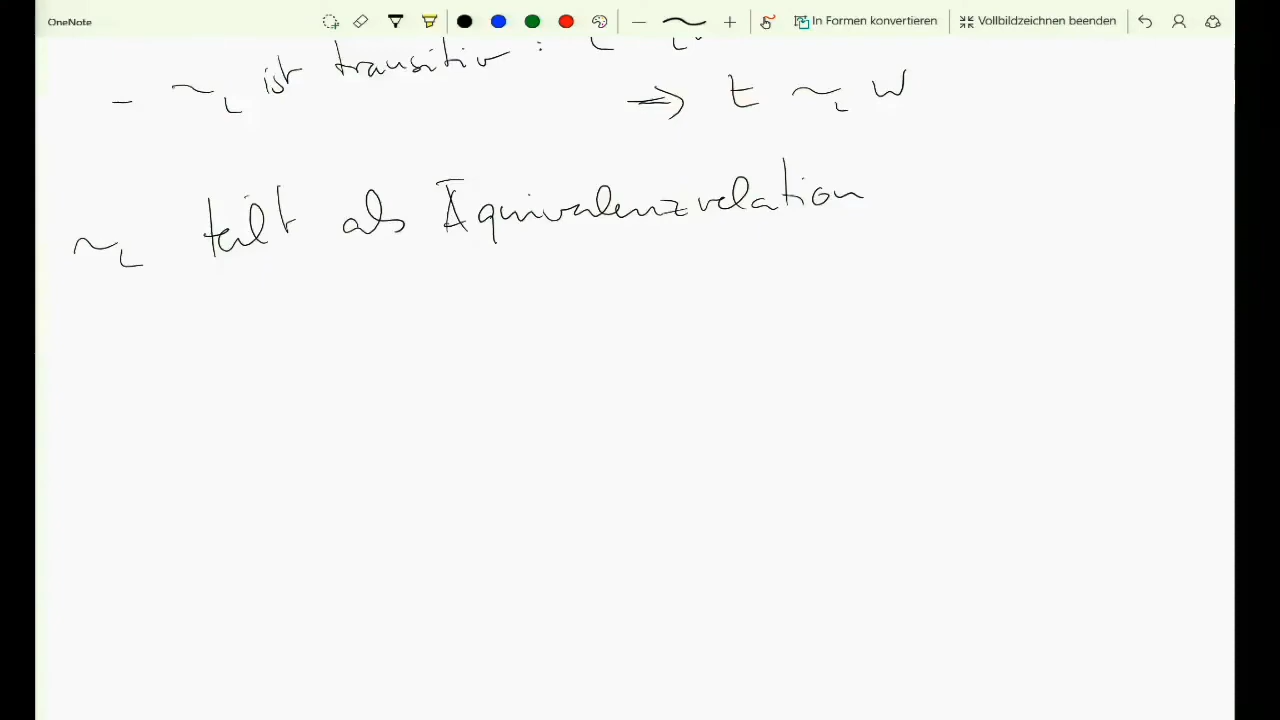 OneNote
In Formen konvertieren
Vollbildzeichnen beenden
- ~L ist transitiv :
⇒ t ~L w
~L teilt als Äquivalenzrelation